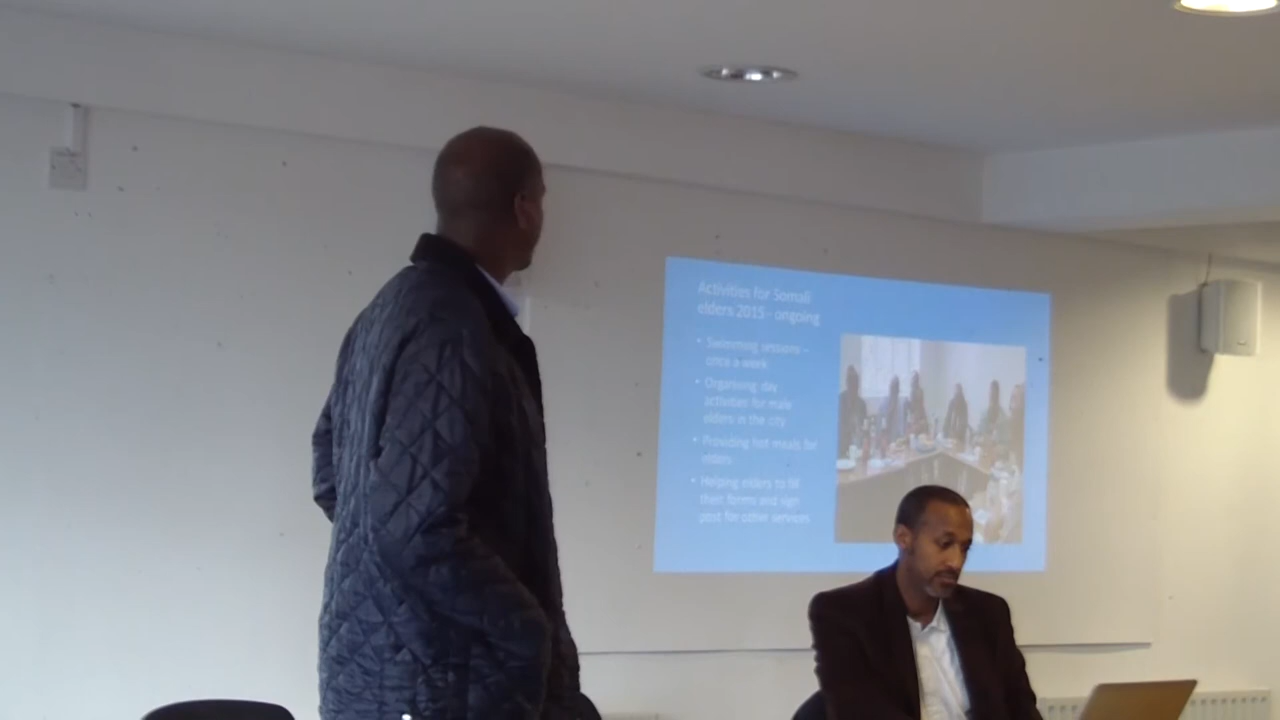 Activities for Somali
elders 2015 - ongoing
• Swimming sessions –
once a week
• Organising day
activities for male
elders in the city
• Providing hot meals for
elders
• Helping elders to fill
their forms and sign
post for other services